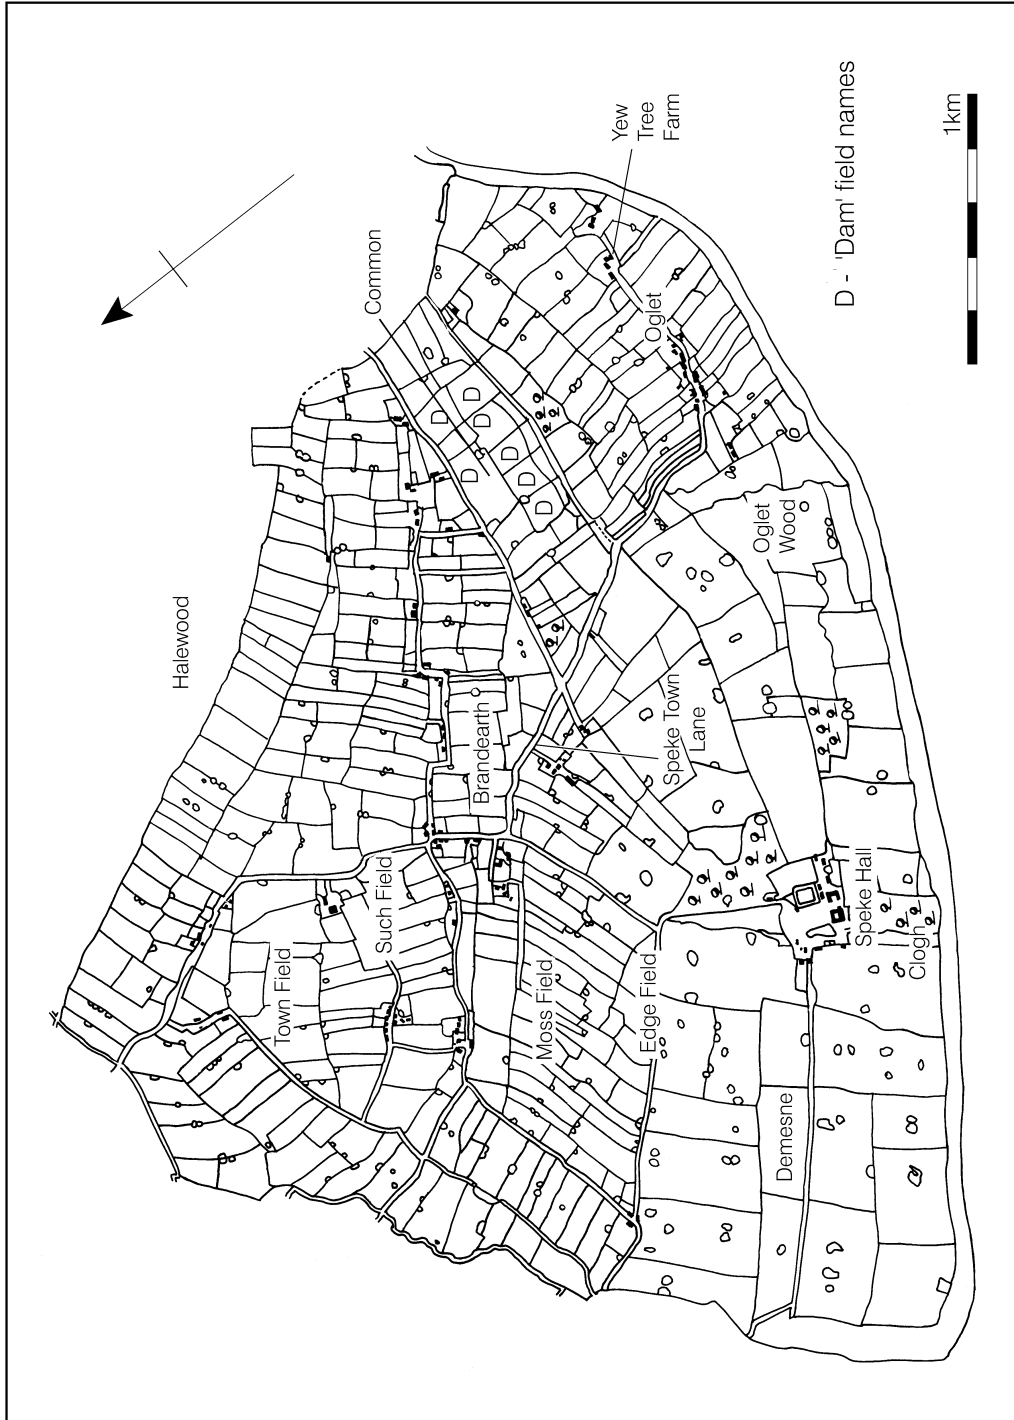 Halewood
Town Field
Common
Such Field
D
D
D
D
D
D
D
Brandearth
Moss Field
Yew
Tree
Farm
Edge Field
Oglet
Speke Town
Lane
Oglet
Wood
Demesne
D - 'Dam' field names
Speke Hall
Clogh
1km